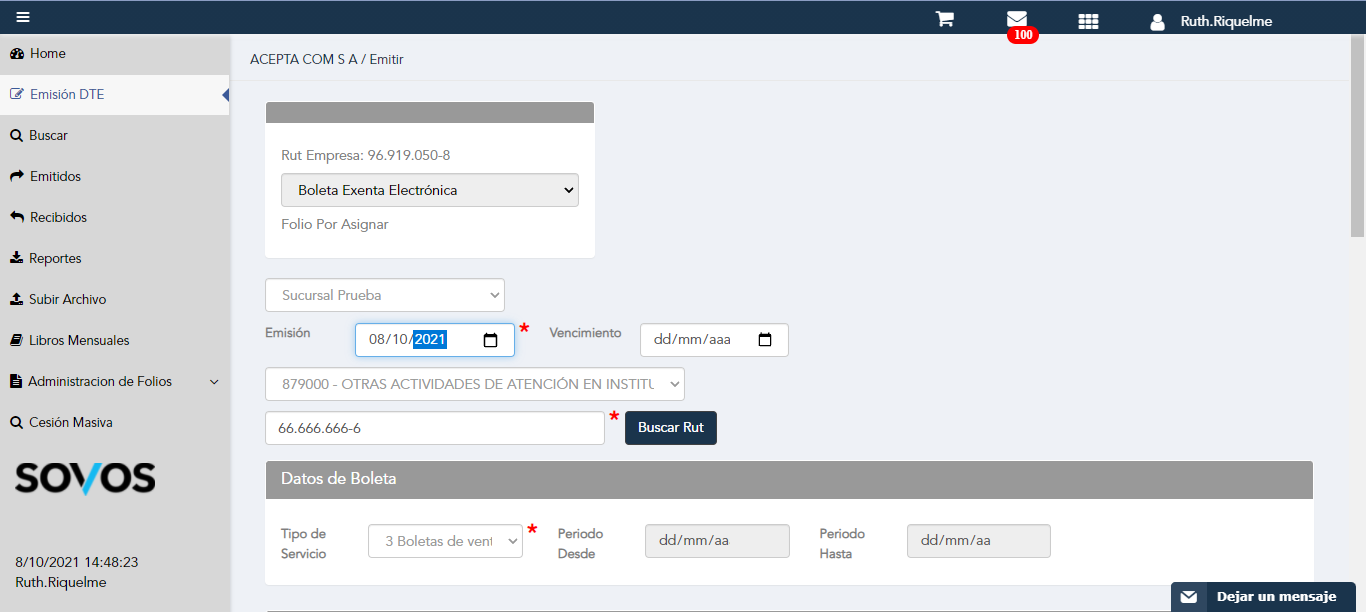 Ruth.Riquelme
100
Home
ACEPTA COM S A / Emitir
Emisión DTE
Buscar
Emitidos
Recibidos
Reportes
Subir Archivo
Libros Mensuales
Administracion de Folios
Cesión Masiva
SOVOS
8/10/2021 14:48:23
Ruth.Riquelme
Rut Empresa: 96.919.050-8
Boleta Exenta Electrónica
Folio Por Asignar
Sucursal Prueba
Emisión 08/10/2021 * Vencimiento dd/mm/aaa
879000 - OTRAS ACTIVIDADES DE ATENCIÓN EN INSTITU
66.666.666-6 * Buscar Rut
Datos de Boleta
Tipo de Servicio 3 Boletas de vent * Periodo Desde dd/mm/aa Periodo Hasta dd/mm/aa
Dejar un mensaje